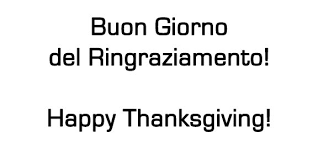 Buon Giorno
del Ringraziamento!
Happy Thanksgiving!